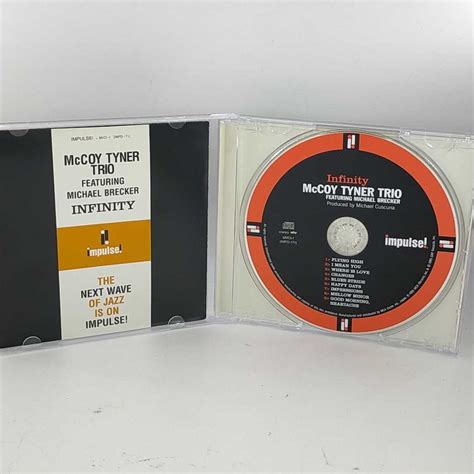 McCOY TYNER
TRIO
FEATURING
MICHAEL BRECKER
INFINITY
impulse!
THE
NEXT WAVE
OF JAZZ
IS ON
IMPULSE!
Infinity
McCOY TYNER TRIO
FEATURING MICHAEL BRECKER
Produced by Michael Cuscuna
impulse!
FLYING HIGH
I MEAN YOU
WHERE IS LOVE
CHANGES
BLUES STRIDE
HAPPY DAYS
IMPRESSIONS
MELLOW MINOR
GOOD MORNING,
HEARTACHE